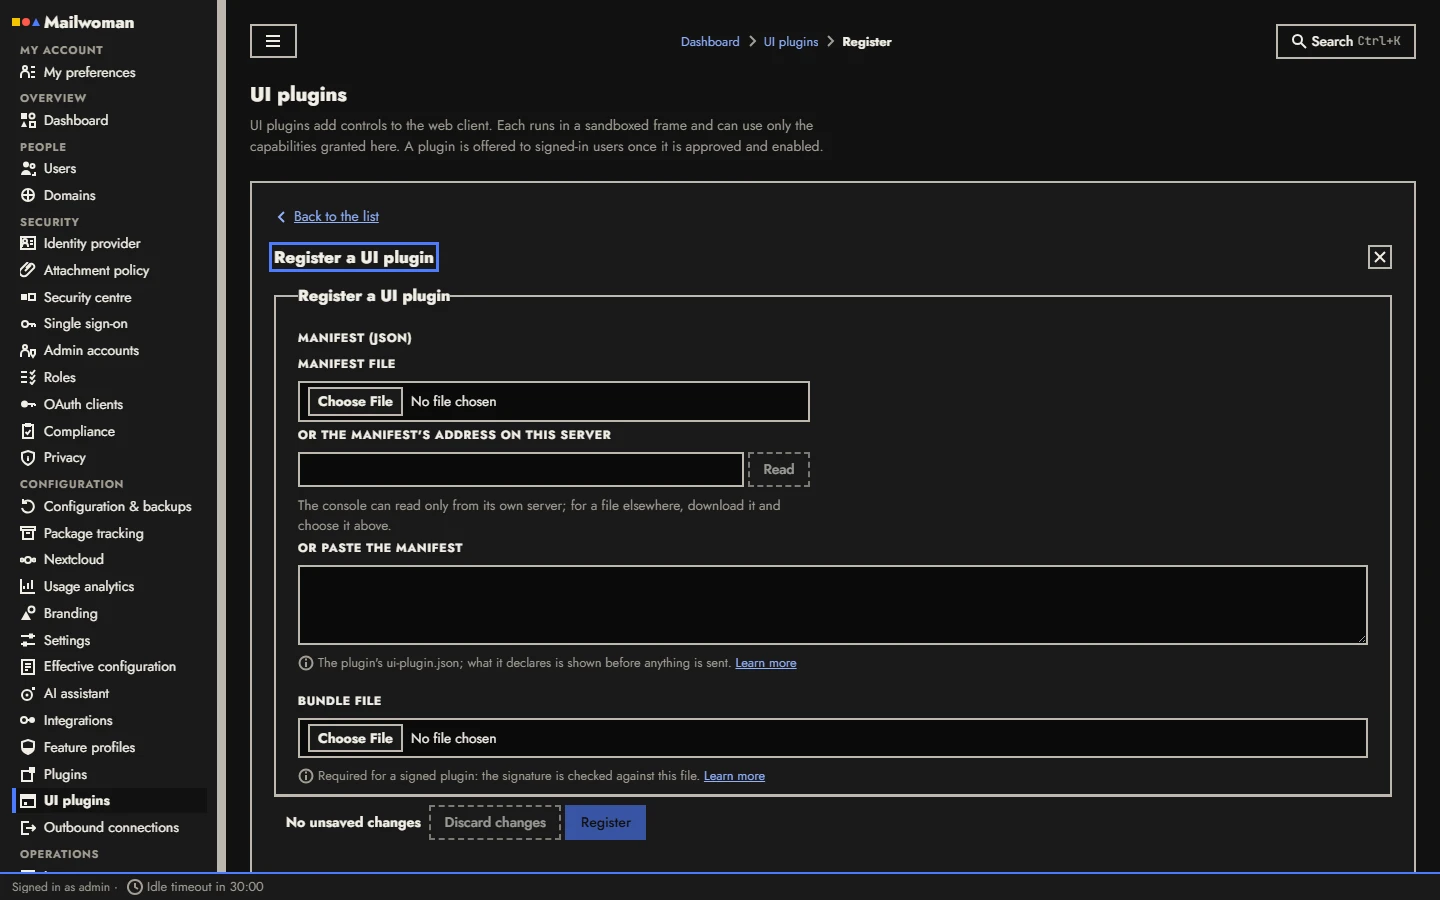 Mailwoman
MY ACCOUNT
My preferences
OVERVIEW
Dashboard
PEOPLE
Users
Domains
SECURITY
Identity provider
Attachment policy
Security centre
Single sign-on
Admin accounts
Roles
OAuth clients
Compliance
Privacy
CONFIGURATION
Configuration & backups
Package tracking
Nextcloud
Usage analytics
Branding
Settings
Effective configuration
AI assistant
Integrations
Feature profiles
Plugins
UI plugins
Outbound connections
OPERATIONS
Dashboard > UI plugins > Register
Search Ctrl+K
UI plugins
UI plugins add controls to the web client. Each runs in a sandboxed frame and can use only the
capabilities granted here. A plugin is offered to signed-in users once it is approved and enabled.
Back to the list
Register a UI plugin
Register a UI plugin
MANIFEST (JSON)
MANIFEST FILE
Choose File No file chosen
OR THE MANIFEST'S ADDRESS ON THIS SERVER
Read
The console can read only from its own server; for a file elsewhere, download it and
choose it above.
OR PASTE THE MANIFEST
The plugin's ui-plugin.json; what it declares is shown before anything is sent. Learn more
BUNDLE FILE
Choose File No file chosen
Required for a signed plugin: the signature is checked against this file. Learn more
No unsaved changes Discard changes Register
Signed in as admin · Idle timeout in 30:00